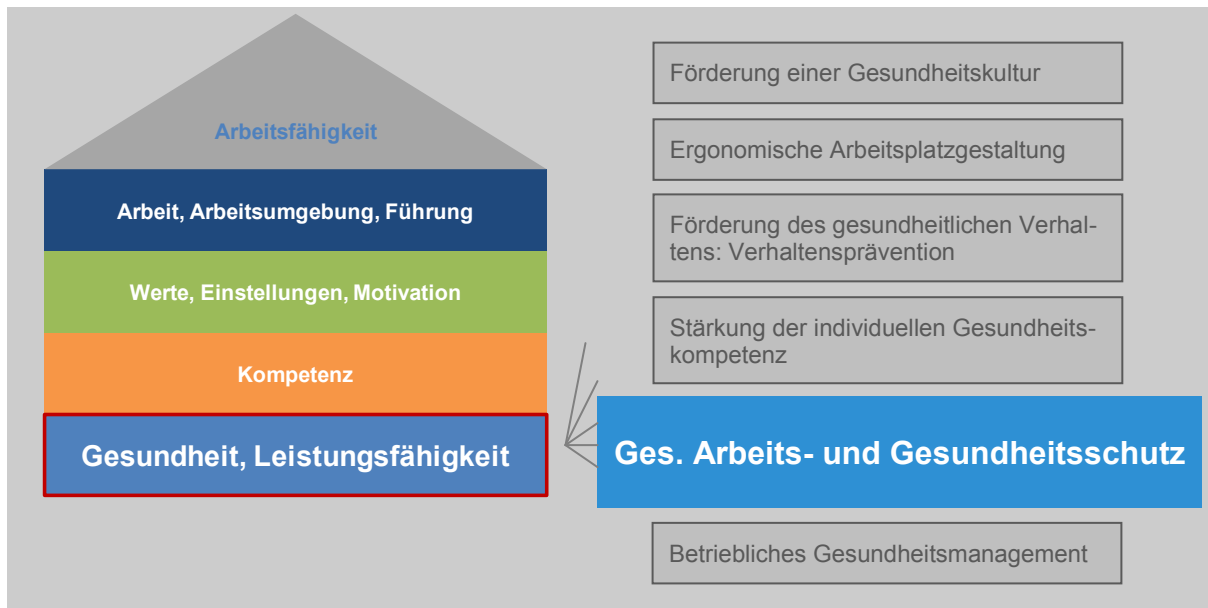 Arbeitsfähigkeit
Arbeit, Arbeitsumgebung, Führung
Werte, Einstellungen, Motivation
Kompetenz
Gesundheit, Leistungsfähigkeit
Förderung einer Gesundheitskultur
Ergonomische Arbeitsplatzgestaltung
Förderung des gesundheitlichen Verhal-
tens: Verhaltensprävention
Stärkung der individuellen Gesundheits-
kompetenz
Ges. Arbeits- und Gesundheitsschutz
Betriebliches Gesundheitsmanagement